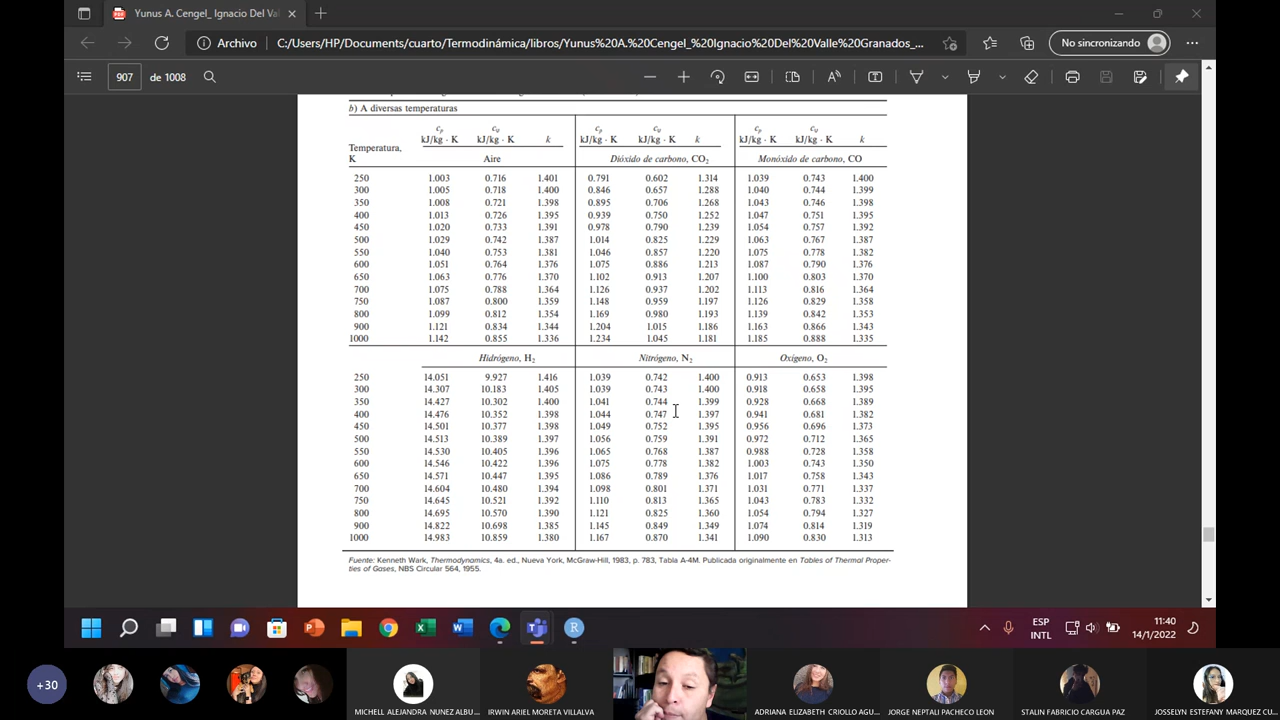 Yunus A. Cengel_ Ignacio Del Val
Archivo
C:/Users/HP/Documents/cuarto/Termodinámica/libros/Yunus%20A.%20Cengel_%20Ignacio%20Del%20Valle%20Granados_...
No sincronizando
907 de 1008
b) A diversas temperaturas
cp cv cp cv cp cv
kJ/kg · K kJ/kg · K k kJ/kg · K kJ/kg · K k kJ/kg · K kJ/kg · K k
Temperatura,
K Aire Dióxido de carbono, CO2 Monóxido de carbono, CO
250 1.003 0.716 1.401 0.791 0.602 1.314 1.039 0.743 1.400
300 1.005 0.718 1.400 0.846 0.657 1.288 1.040 0.744 1.399
350 1.008 0.721 1.398 0.895 0.706 1.268 1.043 0.746 1.398
400 1.013 0.726 1.395 0.939 0.750 1.252 1.047 0.751 1.395
450 1.020 0.733 1.391 0.978 0.790 1.239 1.054 0.757 1.392
500 1.029 0.742 1.387 1.014 0.825 1.229 1.063 0.767 1.387
550 1.040 0.753 1.381 1.046 0.857 1.220 1.075 0.778 1.382
600 1.051 0.764 1.376 1.075 0.886 1.213 1.087 0.790 1.376
650 1.063 0.776 1.370 1.102 0.913 1.207 1.100 0.803 1.370
700 1.075 0.788 1.364 1.126 0.937 1.202 1.113 0.816 1.364
750 1.087 0.800 1.359 1.148 0.959 1.197 1.126 0.829 1.358
800 1.099 0.812 1.354 1.169 0.980 1.193 1.139 0.842 1.353
900 1.121 0.834 1.344 1.204 1.015 1.186 1.163 0.866 1.343
1000 1.142 0.855 1.336 1.234 1.045 1.181 1.185 0.888 1.335
Hidrógeno, H2 Nitrógeno, N2 Oxígeno, O2
250 14.051 9.927 1.416 1.039 0.742 1.400 0.913 0.653 1.398
300 14.307 10.183 1.405 1.039 0.743 1.400 0.918 0.658 1.395
350 14.427 10.302 1.400 1.041 0.744 1.399 0.928 0.668 1.389
400 14.476 10.352 1.398 1.044 0.747 1.397 0.941 0.681 1.382
450 14.501 10.377 1.398 1.049 0.752 1.395 0.956 0.696 1.373
500 14.513 10.389 1.397 1.056 0.759 1.391 0.972 0.712 1.365
550 14.530 10.405 1.396 1.065 0.768 1.387 0.988 0.728 1.358
600 14.546 10.422 1.396 1.075 0.778 1.382 1.003 0.743 1.350
650 14.571 10.447 1.395 1.086 0.789 1.376 1.017 0.758 1.343
700 14.604 10.480 1.394 1.098 0.801 1.371 1.031 0.771 1.337
750 14.645 10.521 1.392 1.110 0.813 1.365 1.043 0.783 1.332
800 14.695 10.570 1.390 1.121 0.825 1.360 1.054 0.794 1.327
900 14.822 10.698 1.385 1.145 0.849 1.349 1.074 0.814 1.319
1000 14.983 10.859 1.380 1.167 0.870 1.341 1.090 0.830 1.313
Fuente: Kenneth Wark, Thermodynamics, 4a. ed., Nueva York, McGraw-Hill, 1983, p. 783, Tabla A-4M. Publicada originalmente en Tables of Thermal Proper-
ties of Gases, NBS Circular 564, 1955.
ESP
INTL
11:40
14/1/2022
+30
MICHELL ALEJANDRA NUNEZ ALBU...
IRWIN ARIEL MORETA VILLALVA
ADRIANA ELIZABETH CRIOLLO AGU...
JORGE NEPTALI PACHECO LEON
STALIN FABRICIO CARGUA PAZ
JOSSELYN ESTEFANY MARQUEZ CU...